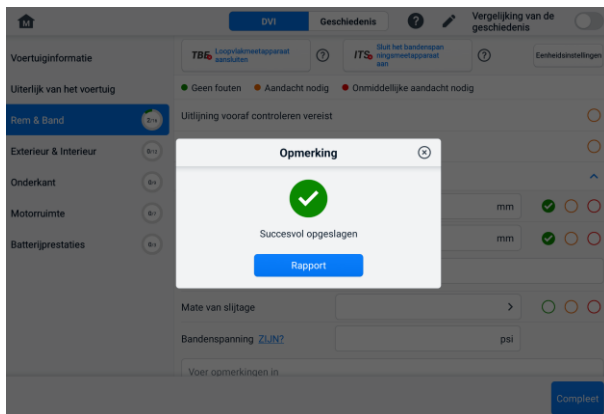 M
DVI
Geschiedenis
?
Vergelijking van de
geschiedenis
Voertuiginformatie
TBE
Loopvlakmeetapparaat
aansluiten
?
ITS
Sluit het bandenspan
ningsmeetapparaat
aan
?
Eenheidsinstellingen
Uiterlijk van het voertuig
Geen fouten
Aandacht nodig
Onmiddellijke aandacht nodig
Rem & Band
Uitlijning vooraf controleren vereist
Exterieur & Interieur
Opmerking
Onderkant
Motorruimte
mm
Succesvol opgeslagen
mm
Batterijprestaties
Rapport
Mate van slijtage
Bandenspanning ZIJN?
psi
Voer opmerkingen in
Compleet